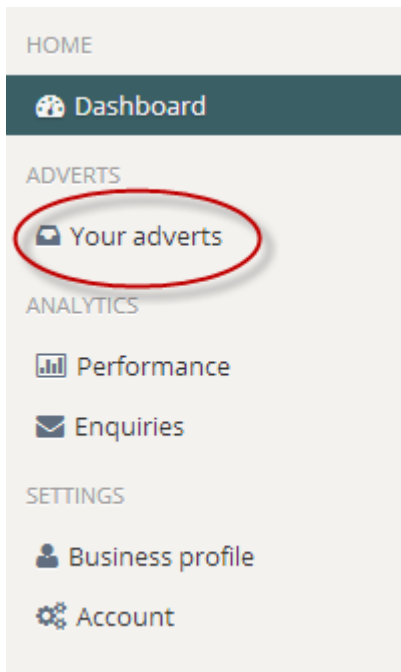 HOME
Dashboard
ADVERTS
Your adverts
ANALYTICS
Performance
Enquiries
SETTINGS
Business profile
Account